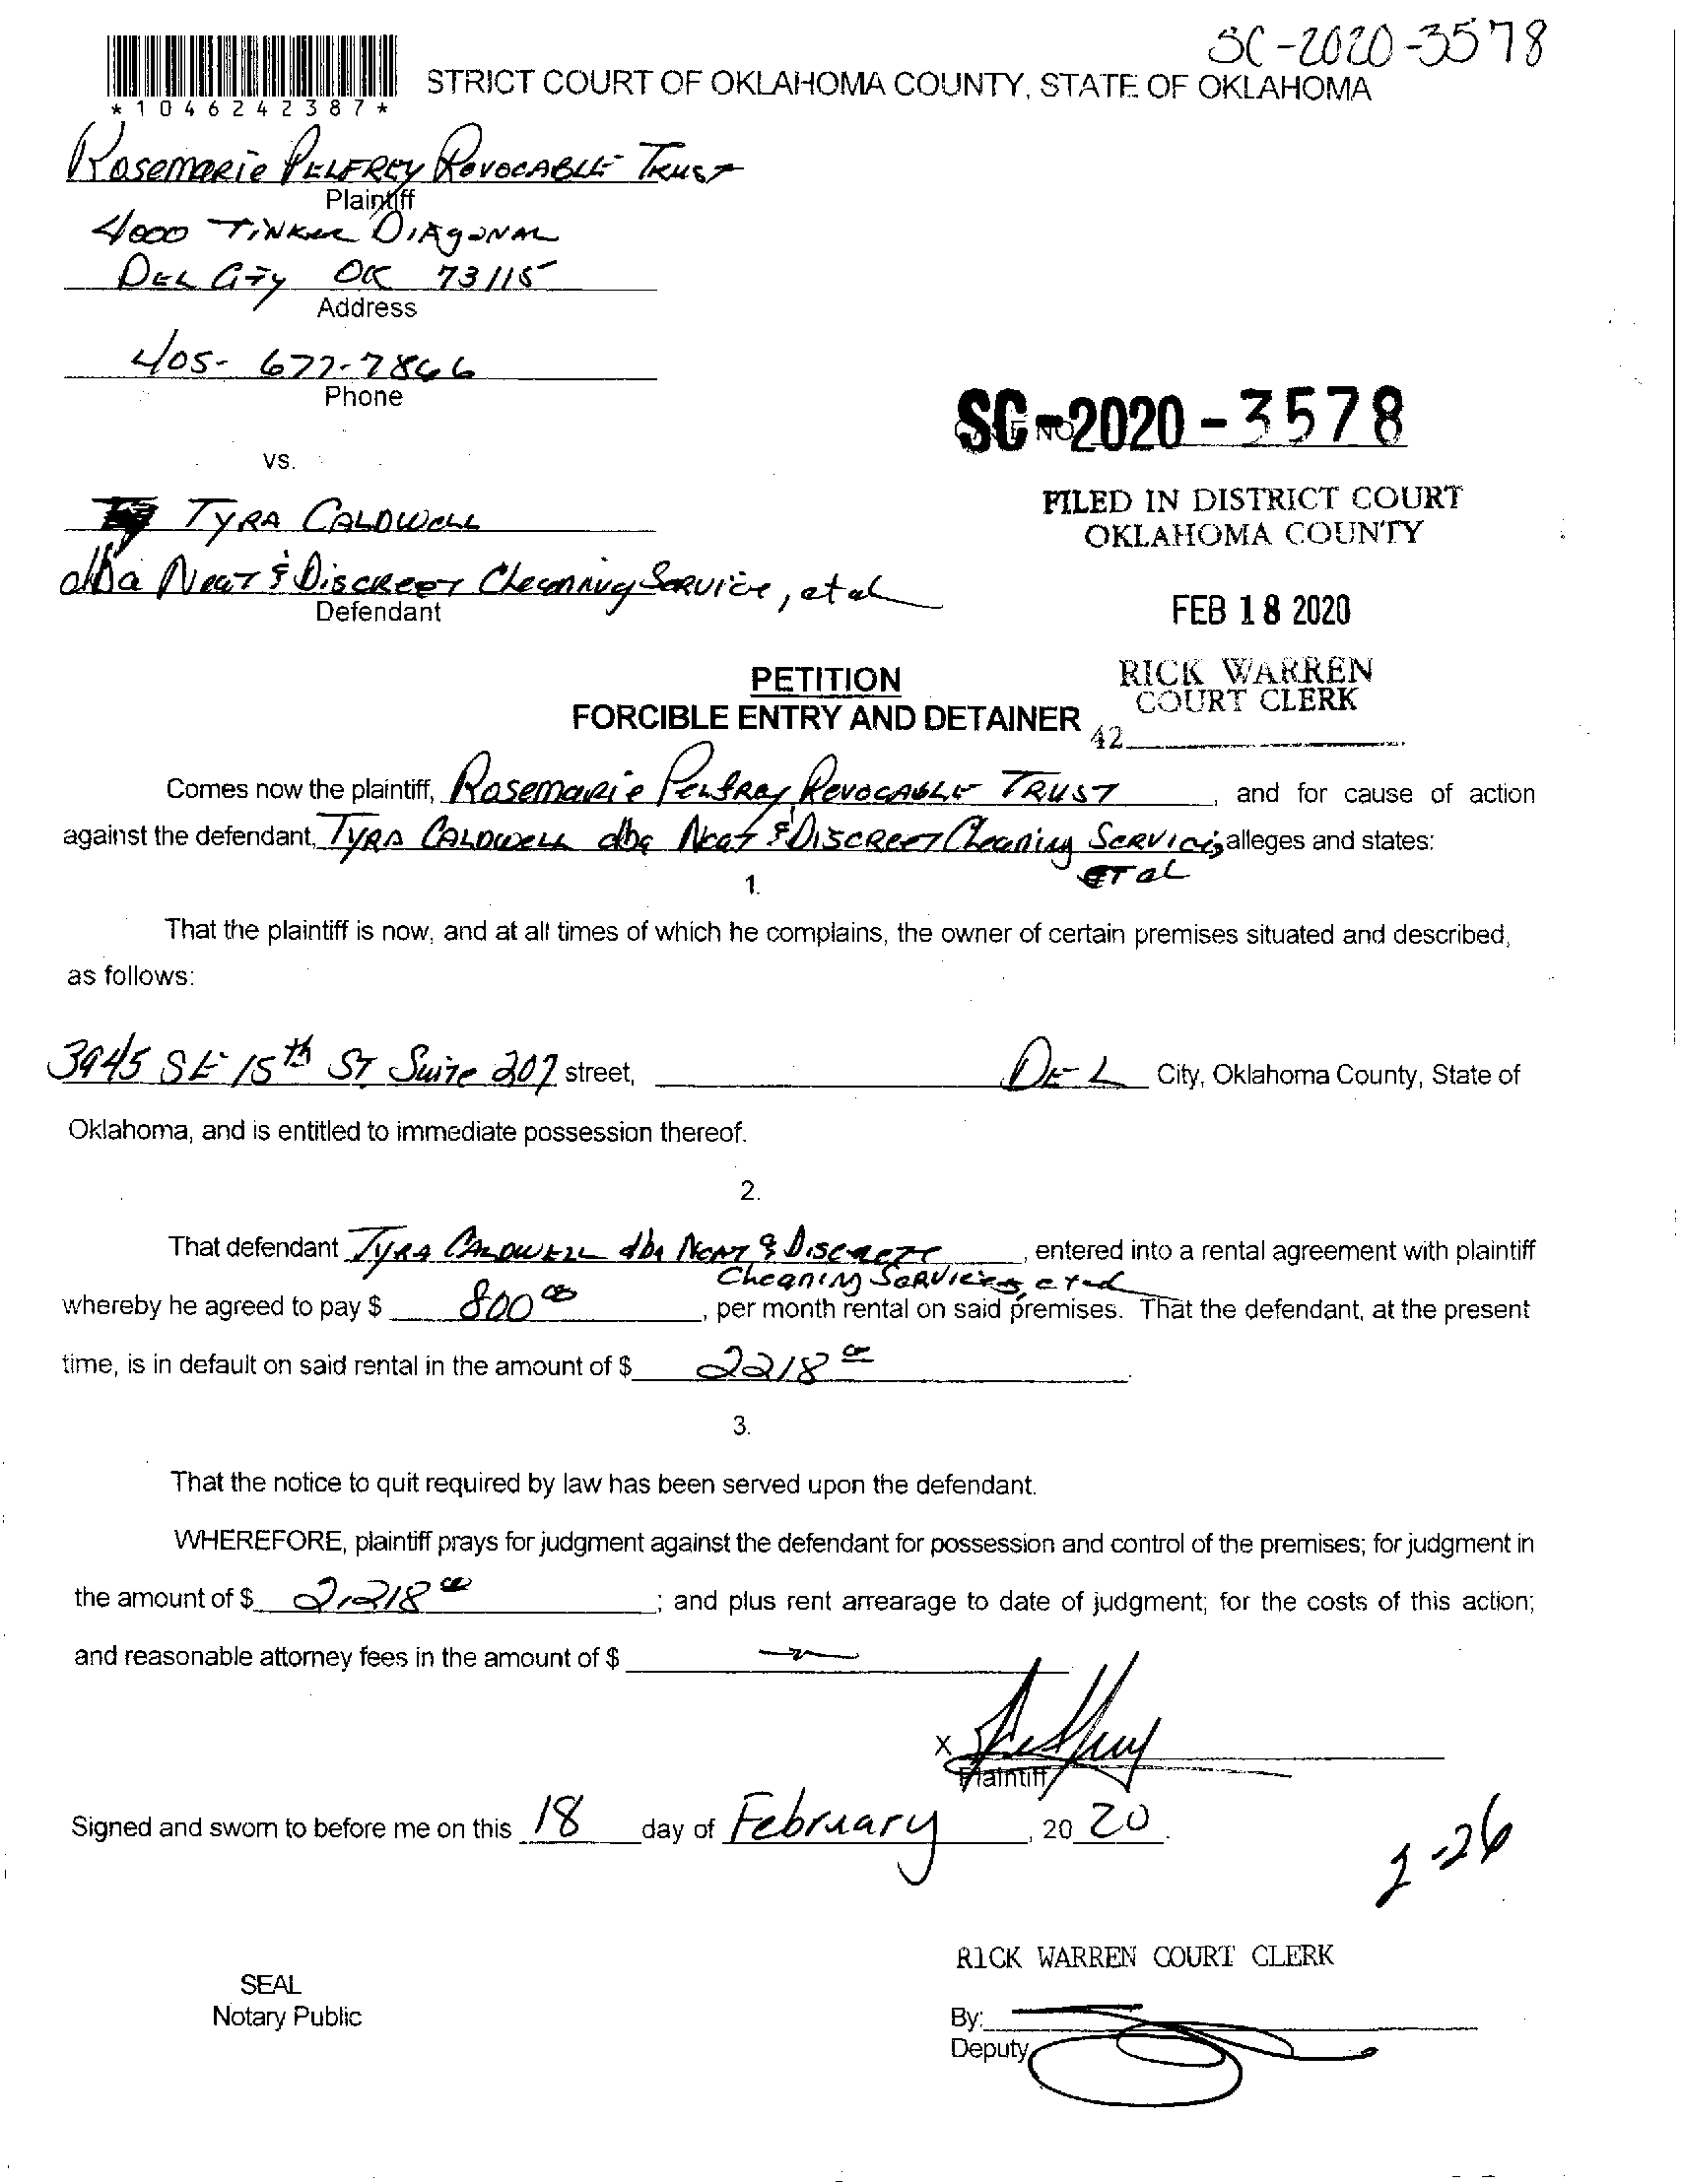 SC-2020-3578
STRICT COURT OF OKLAHOMA COUNTY, STATE OF OKLAHOMA
*1046242387*
Rosemarie PELFREY REVOCABLE TRUST
Plaintiff
4000 TINKER DIAGONAL
DEL CITY OK 73115
Address
405-677-7866
Phone
SC-2020-3578
vs.
TYRA CALDWELL
FILED IN DISTRICT COURT
OKLAHOMA COUNTY
dba Neat & Discreet Cleaning Service, et al
Defendant
FEB 18 2020
PETITION
FORCIBLE ENTRY AND DETAINER
RICK WARREN
COURT CLERK
42
Comes now the plaintiff, Rosemarie Pelfrey Revocable TRUST, and for cause of action
against the defendant, TYRA CALDWELL dba Neat & DISCREET Cleaning Services alleges and states:
ET al
1.
That the plaintiff is now, and at all times of which he complains, the owner of certain premises situated and described,
as follows:
3945 SE 15th ST Suite 207 street, DEL City, Oklahoma County, State of
Oklahoma, and is entitled to immediate possession thereof.
2.
That defendant TYRA CALDWELL dba NEAT & DISCRETE, entered into a rental agreement with plaintiff
Cleaning Services, et al
whereby he agreed to pay $ 800 00, per month rental on said premises. That the defendant, at the present
time, is in default on said rental in the amount of $ 2218 00.
3.
That the notice to quit required by law has been served upon the defendant.
WHEREFORE, plaintiff prays for judgment against the defendant for possession and control of the premises; for judgment in
the amount of $ 2,218 00; and plus rent arrearage to date of judgment; for the costs of this action;
and reasonable attorney fees in the amount of $
X
Plaintiff
Signed and sworn to before me on this 18 day of February, 20 20.
2-26
RICK WARREN COURT CLERK
SEAL
Notary Public
By:
Deputy